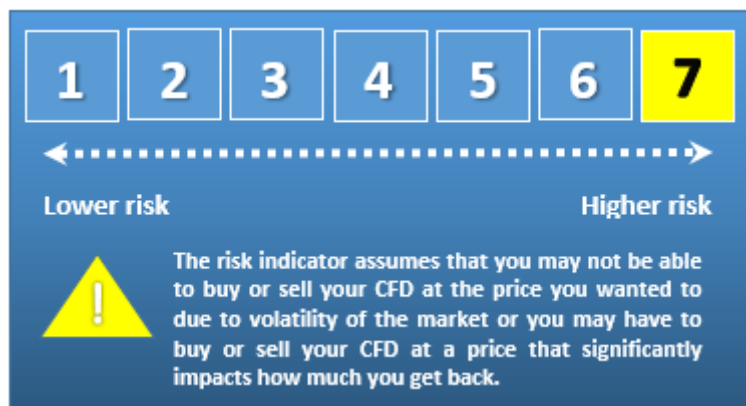 1 2 3 4 5 6 7
Lower risk Higher risk
!
The risk indicator assumes that you may not be able
to buy or sell your CFD at the price you wanted to
due to volatility of the market or you may have to
buy or sell your CFD at a price that significantly
impacts how much you get back.